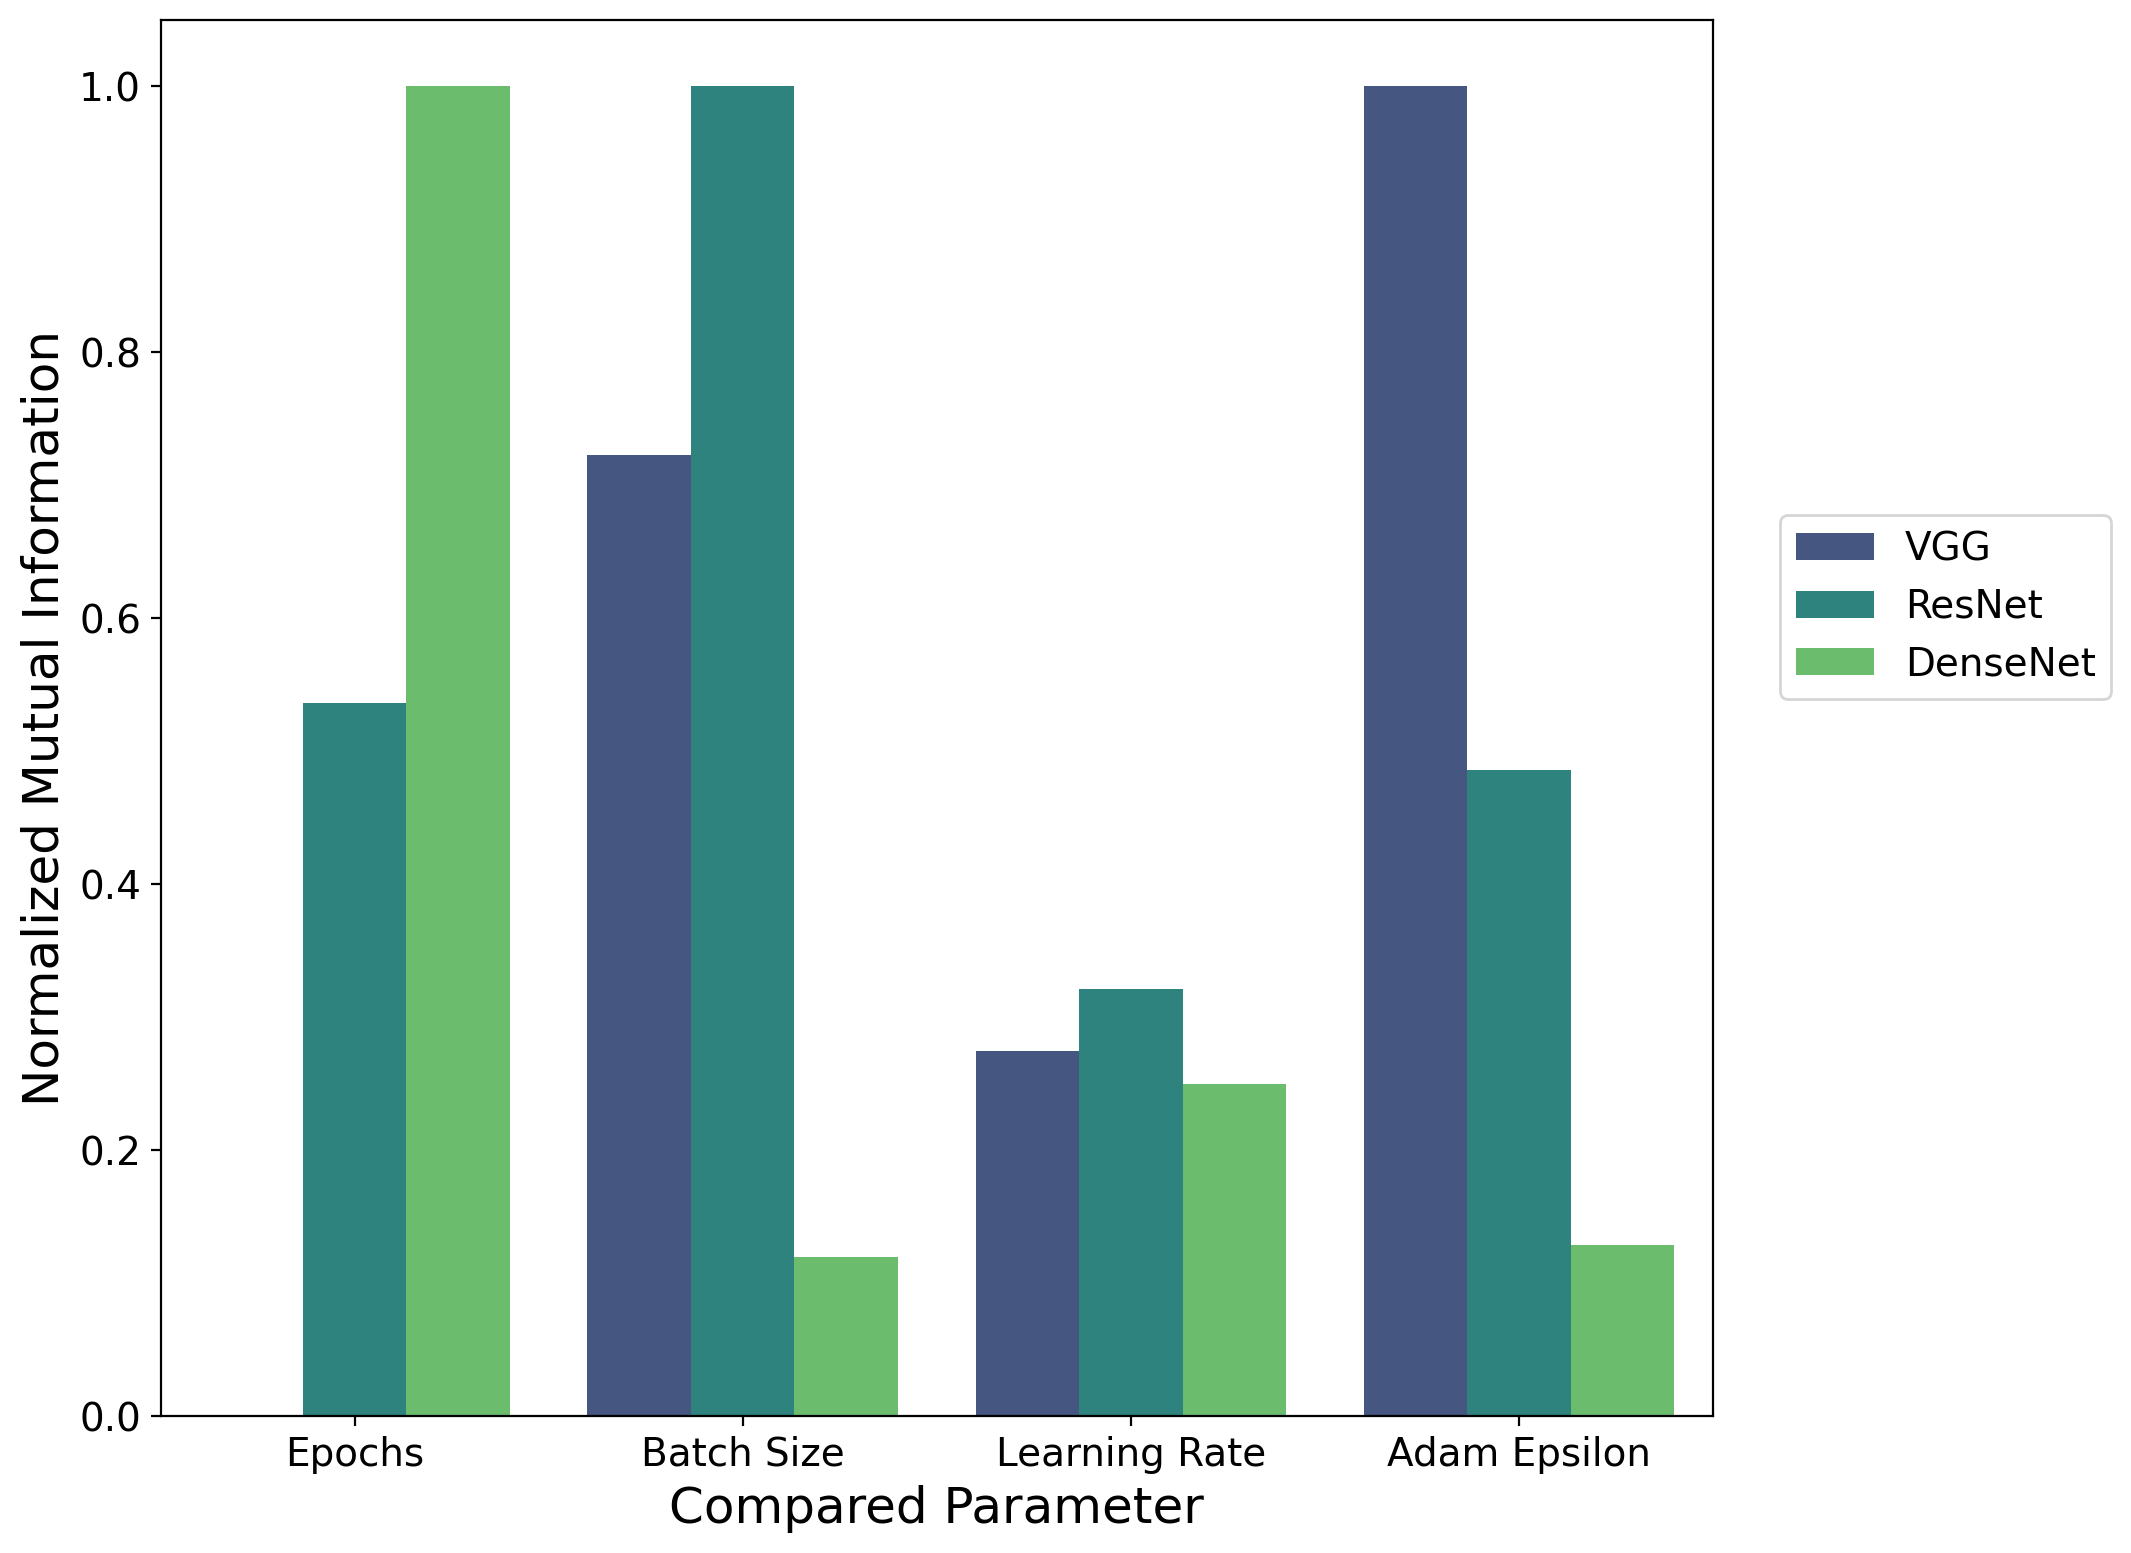 Normalized Mutual Information
1.0
0.8
0.6
0.4
0.2
0.0
Epochs
Batch Size
Learning Rate
Adam Epsilon
Compared Parameter
VGG
ResNet
DenseNet